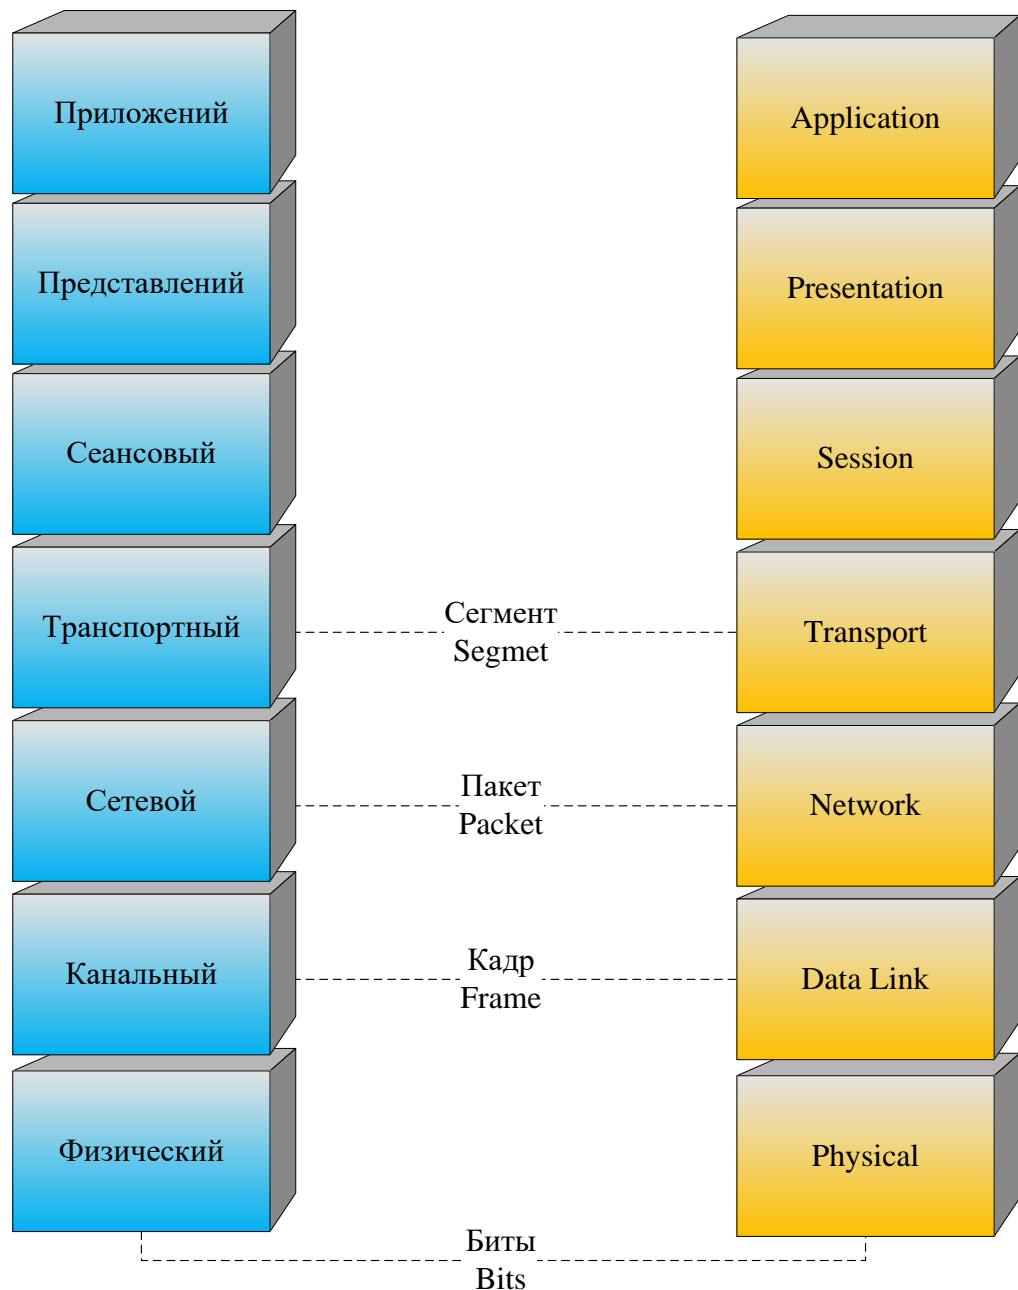 Приложений
Application
Представлений
Presentation
Сеансовый
Session
Транспортный
Сегмент
Segmet
Transport
Сетевой
Пакет
Packet
Network
Канальный
Кадр
Frame
Data Link
Физический
Physical
Биты
Bits